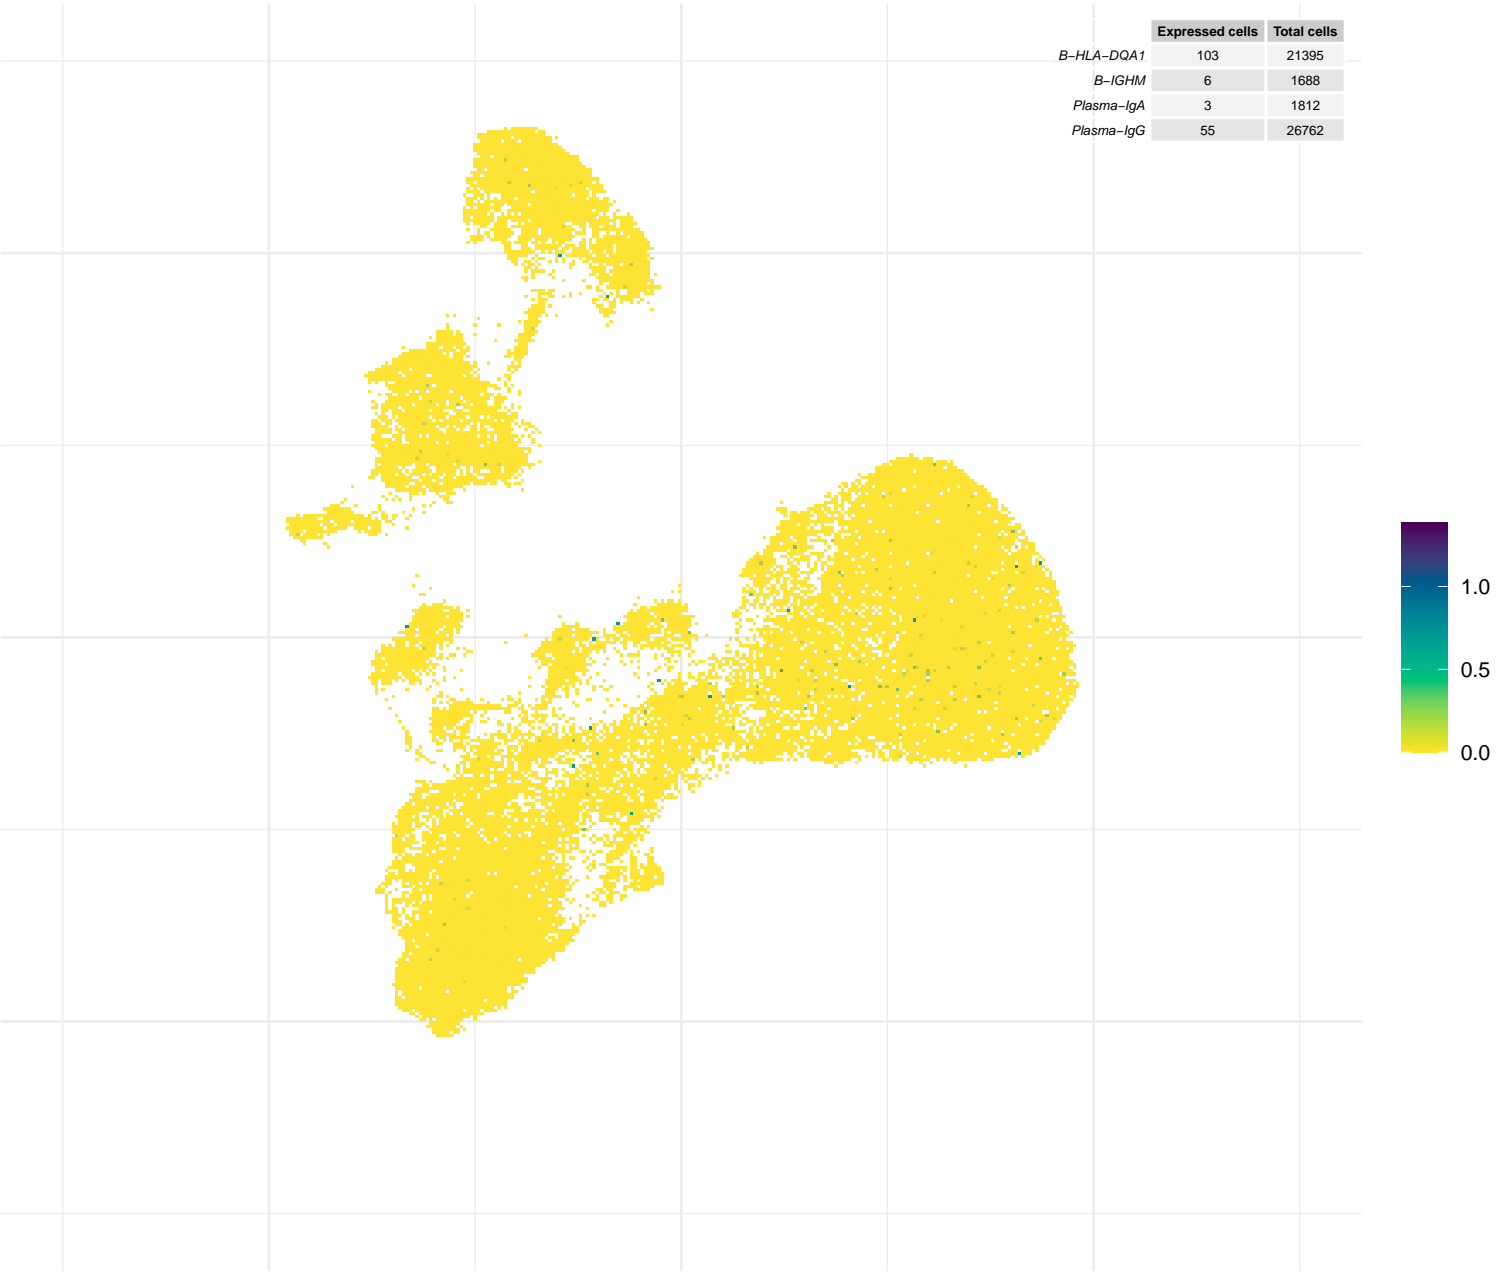 Expressed cells Total cells
B−HLA−DQA1 103 21395
B−IGHM 6 1688
Plasma−IgA 3 1812
Plasma−IgG 55 26762
1.0
0.5
0.0